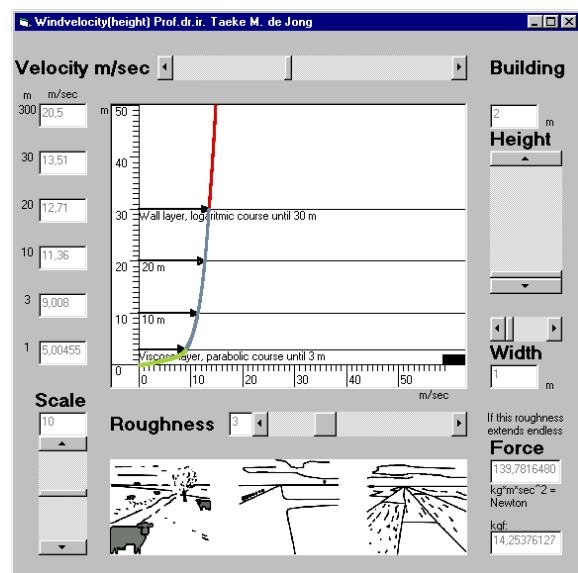 Windvelocity(height) Prof.dr.ir. Taeke M. de Jong
Velocity m/sec
Building
m m/sec
300 20,5
30 13,51
20 12,71
10 11,36
3 9,008
1 5,00455
m 50
40
30
20
10
0
Wall layer, logaritmic course until 30 m
20 m
10 m
Viscose layer, parabolic course until 3 m
0 10 20 30 40 50
m/sec
2 m
Height
Width
1 m
Scale
10
Roughness 3
If this roughness
extends endless
Force
139,7816480
kg*m*sec^2 =
Newton
kgf:
14,25376127